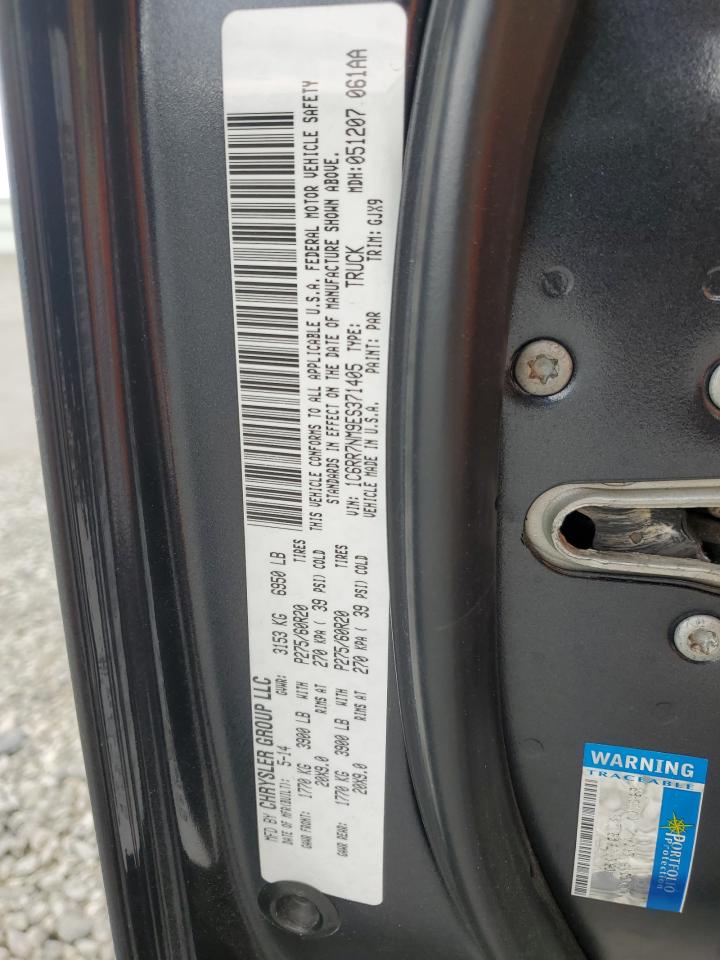 MFD BY CHRYSLER GROUP LLC
DATE OF MFR(BUILT): 5-14 GVWR: 3153 KG 6950 LB
GAWR FRONT: 1770 KG 3900 LB WITH P275/60R20 TIRES
20X9.0 RIMS AT 270 KPA ( 39 PSI) COLD
GAWR REAR: 1770 KG 3900 LB WITH P275/60R20 TIRES
20X9.0 RIMS AT 270 KPA ( 39 PSI) COLD
THIS VEHICLE CONFORMS TO ALL APPLICABLE U.S.A. FEDERAL MOTOR VEHICLE SAFETY
STANDARDS IN EFFECT ON THE DATE OF MANUFACTURE SHOWN ABOVE.
VIN: 1C6RR7NM9ES371405 TYPE: TRUCK MDH:051207 061AA
VEHICLE MADE IN U.S.A. PAINT: PAR TRIM: GJX9
WARNING
TRACEABLE
PORTFOLIO
Protection